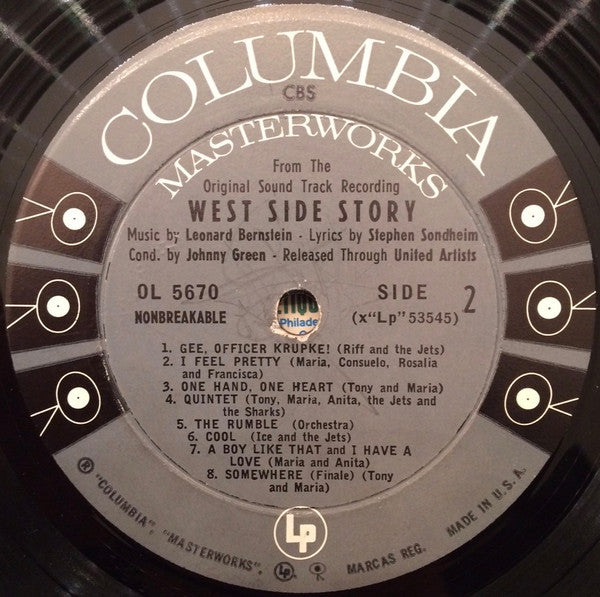 COLUMBIA
CBS
MASTERWORKS
From The
Original Sound Track Recording
WEST SIDE STORY
Music by Leonard Bernstein - Lyrics by Stephen Sondheim
Cond. by Johnny Green - Released Through United Artists
OL 5670
NONBREAKABLE
SIDE 2
(x"Lp" 53545)
Philade
1. GEE, OFFICER KRUPKE! (Riff and the Jets)
2. I FEEL PRETTY (Maria, Consuelo, Rosalia
and Francisca)
3. ONE HAND, ONE HEART (Tony and Maria)
4. QUINTET (Tony, Maria, Anita, the Jets and
the Sharks)
5. THE RUMBLE (Orchestra)
6. COOL (Ice and the Jets)
7. A BOY LIKE THAT and I HAVE A
LOVE (Maria and Anita)
8. SOMEWHERE (Finale) (Tony
and Maria)
LP
® "COLUMBIA", "MASTERWORKS", LP MARCAS REG. MADE IN U. S. A.